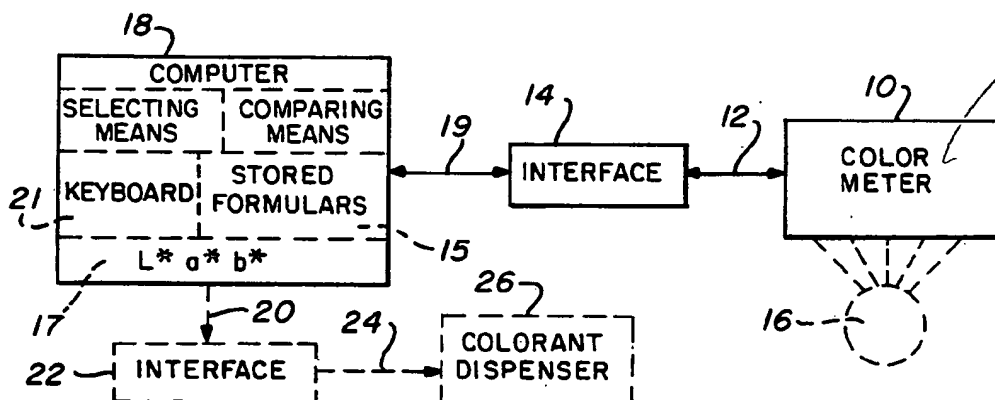 18
COMPUTER
SELECTING MEANS
COMPARING MEANS
KEYBOARD
STORED FORMULARS
L* a* b*
21
17
15
19
14
INTERFACE
12
10
COLOR METER
16
20
22
INTERFACE
24
26
COLORANT DISPENSER